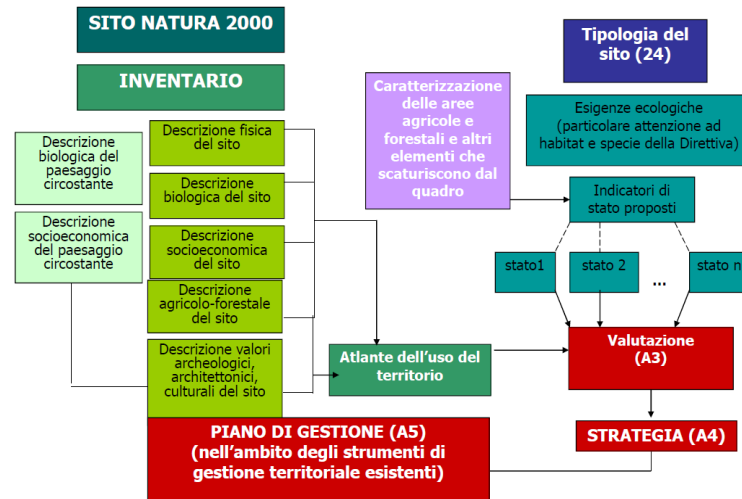 SITO NATURA 2000
INVENTARIO
Descrizione
biologica del
paesaggio
circostante
Descrizione
socioeconomica
del paesaggio
circostante
Descrizione fisica
del sito
Descrizione
biologica del sito
Descrizione
socioeconomica del
sito
Descrizione
agricolo-forestale
del sito
Descrizione valori
archeologici,
architettonici,
culturali del sito
Caratterizzazione
delle aree
agricole e
forestali e altri
elementi che
scaturiscono dal
quadro
Tipologia del
sito (24)
Esigenze ecologiche
(particolare attenzione ad
habitat e specie della Direttiva)
Indicatori di
stato proposti
stato1
stato 2
...
stato n
Atlante dell'uso del
territorio
Valutazione
(A3)
STRATEGIA (A4)
PIANO DI GESTIONE (A5)
(nell'ambito degli strumenti di
gestione territoriale esistenti)